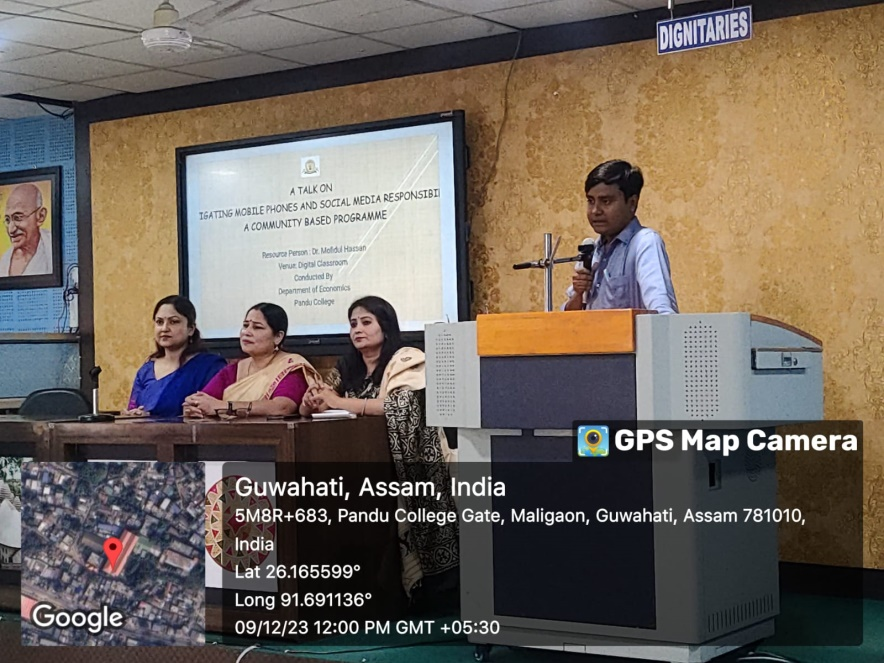 DIGNITARIES
A TALK ON
IGATING MOBILE PHONES AND SOCIAL MEDIA RESPONSIBI
A COMMUNITY BASED PROGRAMME
Resource Person : Dr. Mofidul Hassan
Venue: Digital Classroom
Conducted By
Department of Economics
Pandu College
GPS Map Camera
Guwahati, Assam, India
5M8R+683, Pandu College Gate, Maligaon, Guwahati, Assam 781010,
India
Lat 26.165599°
Long 91.691136°
09/12/23 12:00 PM GMT +05:30
Google